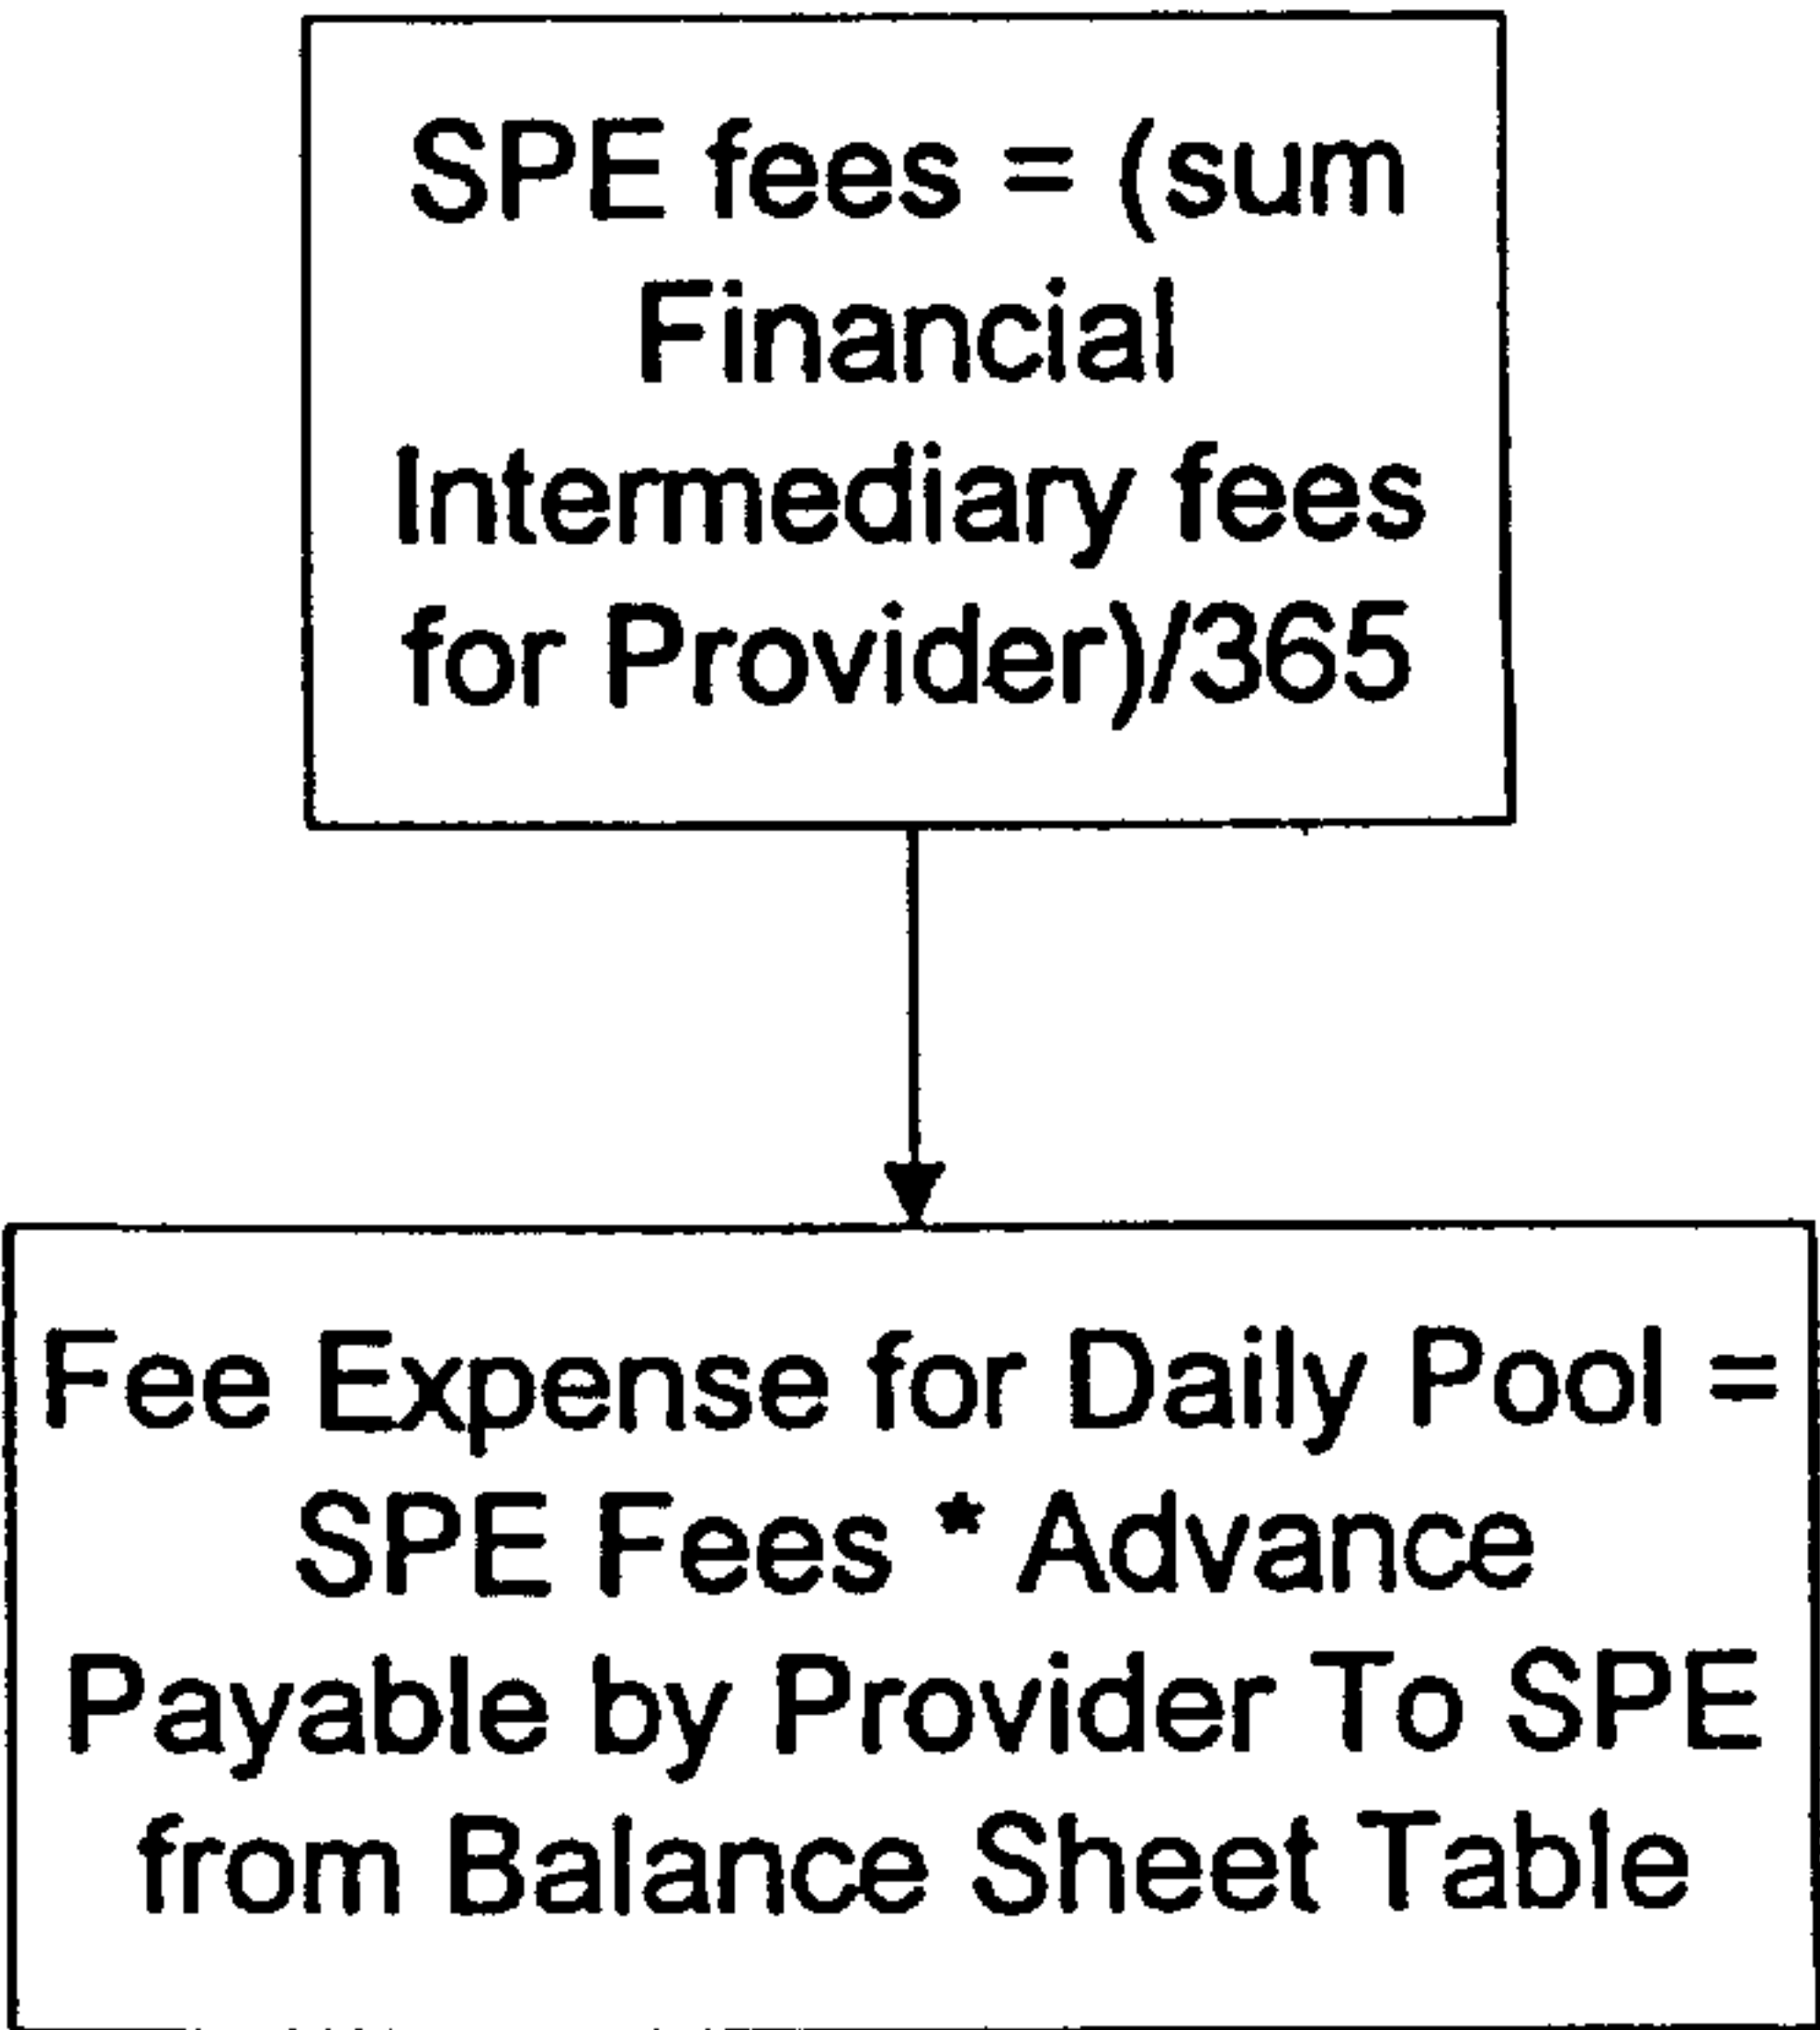 SPE fees = (sum
Financial
Intermediary fees
for Provider)/365
Fee Expense for Daily Pool =
SPE Fees * Advance
Payable by Provider To SPE
from Balance Sheet Table